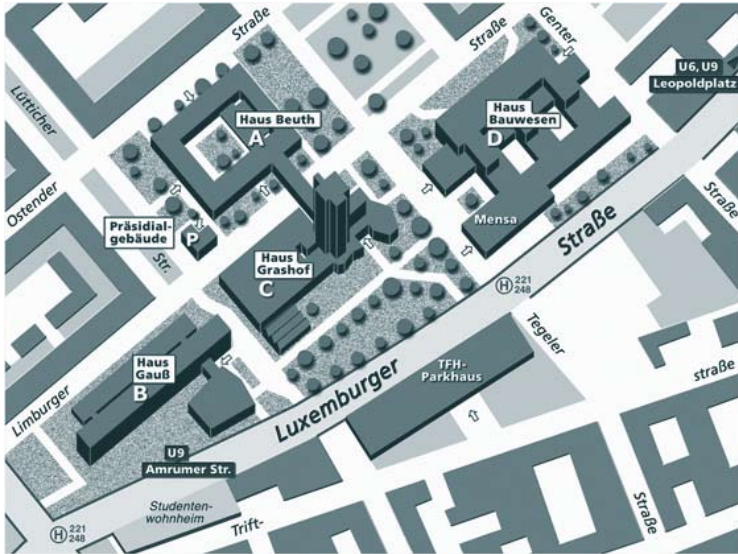 Straße
Straße
Genter
U6, U9
Leopoldplatz
Lütticher
Haus Beuth
A
Haus
Bauwesen
D
Ostender
Straße
Mensa
Präsidial-
gebäude
P
Straße
Str.
Haus
Grashof
C
H 221
248
Tegeler
Haus
Gauß
B
TFH-
Parkhaus
straße
Limburger
Luxemburger
U9
Amrumer Str.
Studenten-
wohnheim
Straße
H 221
248
Trift-